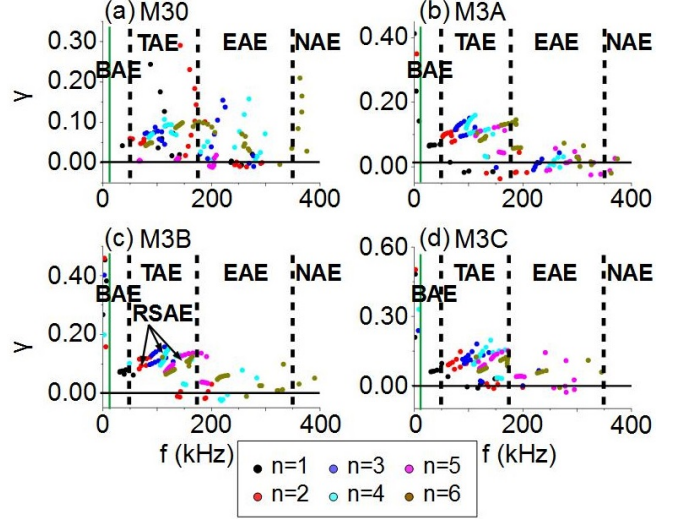 (a) M30
TAE EAE NAE
BAE
0.30
0.20
0.10
0.00
γ
0 200 400
(b) M3A
TAE EAE NAE
BAE
0.40
0.20
0.00
0 200 400
(c) M3B
TAE EAE NAE
BAE
RSAE
0.40
0.20
0.00
γ
0 200 400
f (kHz)
(d) M3C
TAE EAE NAE
BAE
0.60
0.30
0.00
0 200 400
f (kHz)
n=1 n=3 n=5
n=2 n=4 n=6